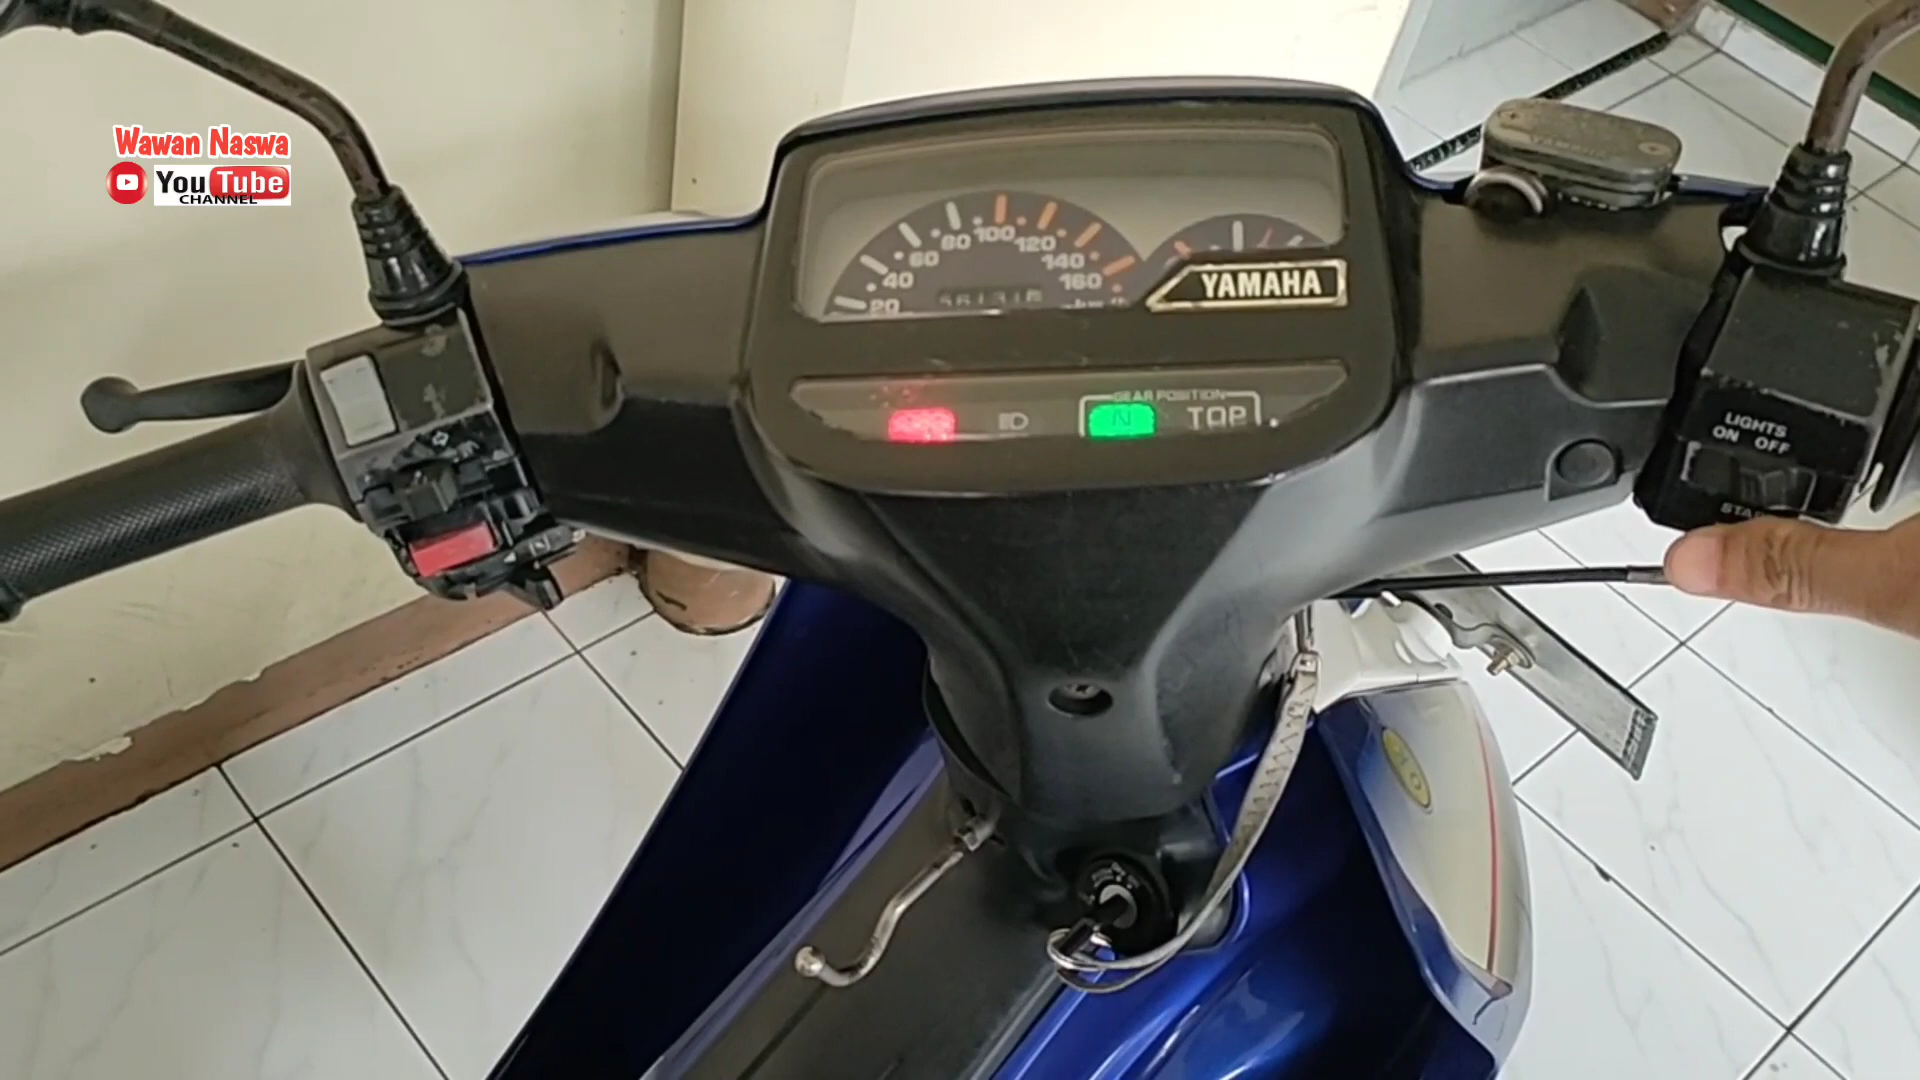 Wawan Naswa
YouTube
CHANNEL
20
40
60
80
100
120
140
160
YAMAHA
GEAR POSITION
N
TOP
YAMAHA
LIGHTS
ON OFF